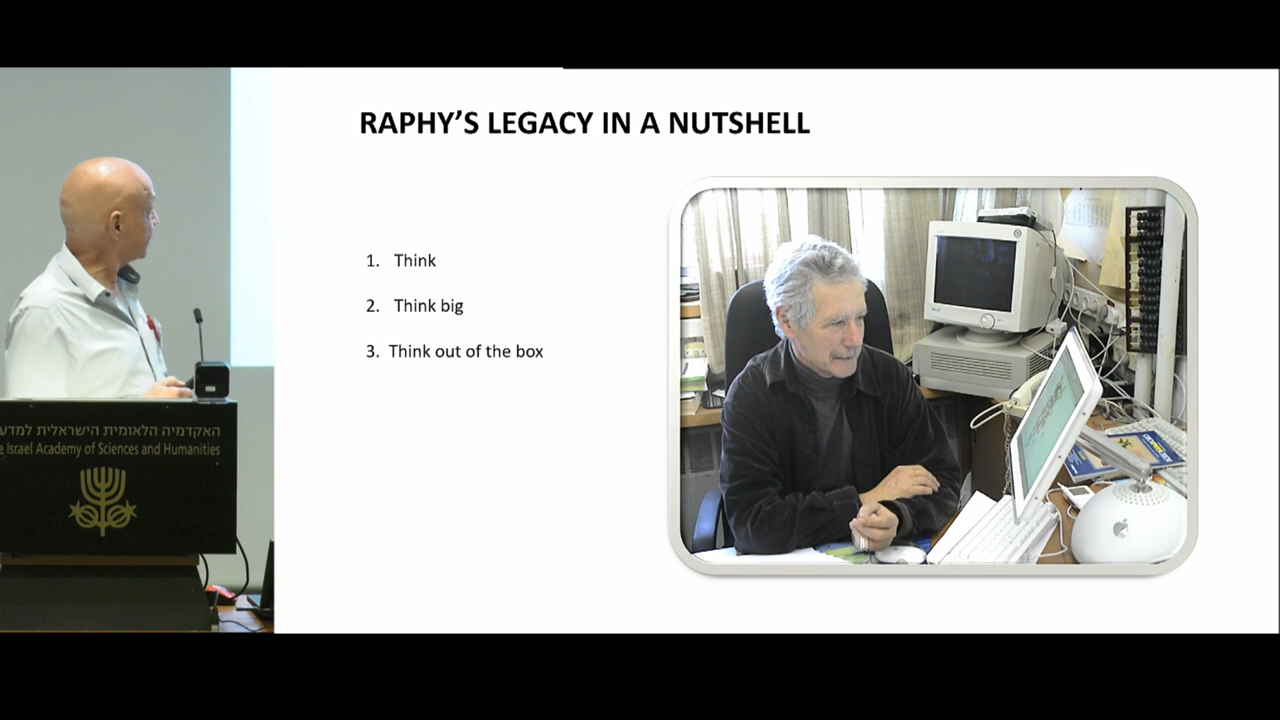 RAPHY'S LEGACY IN A NUTSHELL
1. Think
2. Think big
3. Think out of the box
האקדמיה הלאומית הישראלית למדע
e Israel Academy of Sciences and Humanities